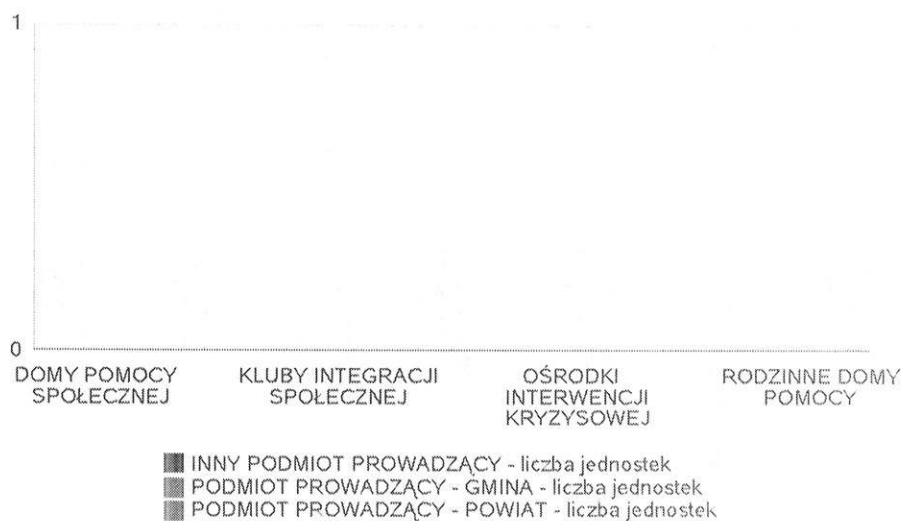 1
0
DOMY POMOCY SPOŁECZNEJ
KLUBY INTEGRACJI SPOŁECZNEJ
OŚRODKI INTERWENCJI KRYZYSOWEJ
RODZINNE DOMY POMOCY
INNY PODMIOT PROWADZĄCY - liczba jednostek
PODMIOT PROWADZĄCY - GMINA - liczba jednostek
PODMIOT PROWADZĄCY - POWIAT - liczba jednostek